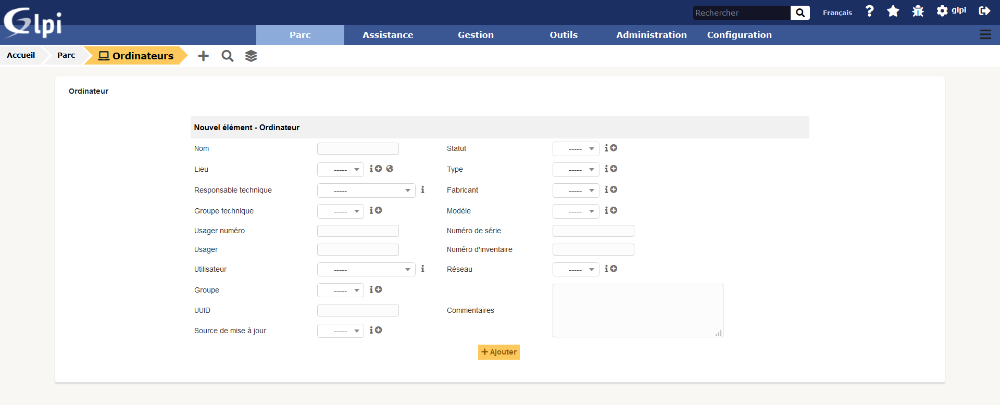 Glpi
Rechercher
Français
glpi
Parc
Assistance
Gestion
Outils
Administration
Configuration
Accueil
Parc
Ordinateurs
Ordinateur
Nouvel élément - Ordinateur
Nom
Statut -----
Lieu -----
Type -----
Responsable technique -----
Fabricant -----
Groupe technique -----
Modèle -----
Usager numéro
Numéro de série
Usager
Numéro d'inventaire
Utilisateur -----
Réseau -----
Groupe -----
UUID
Commentaires
Source de mise à jour -----
Ajouter